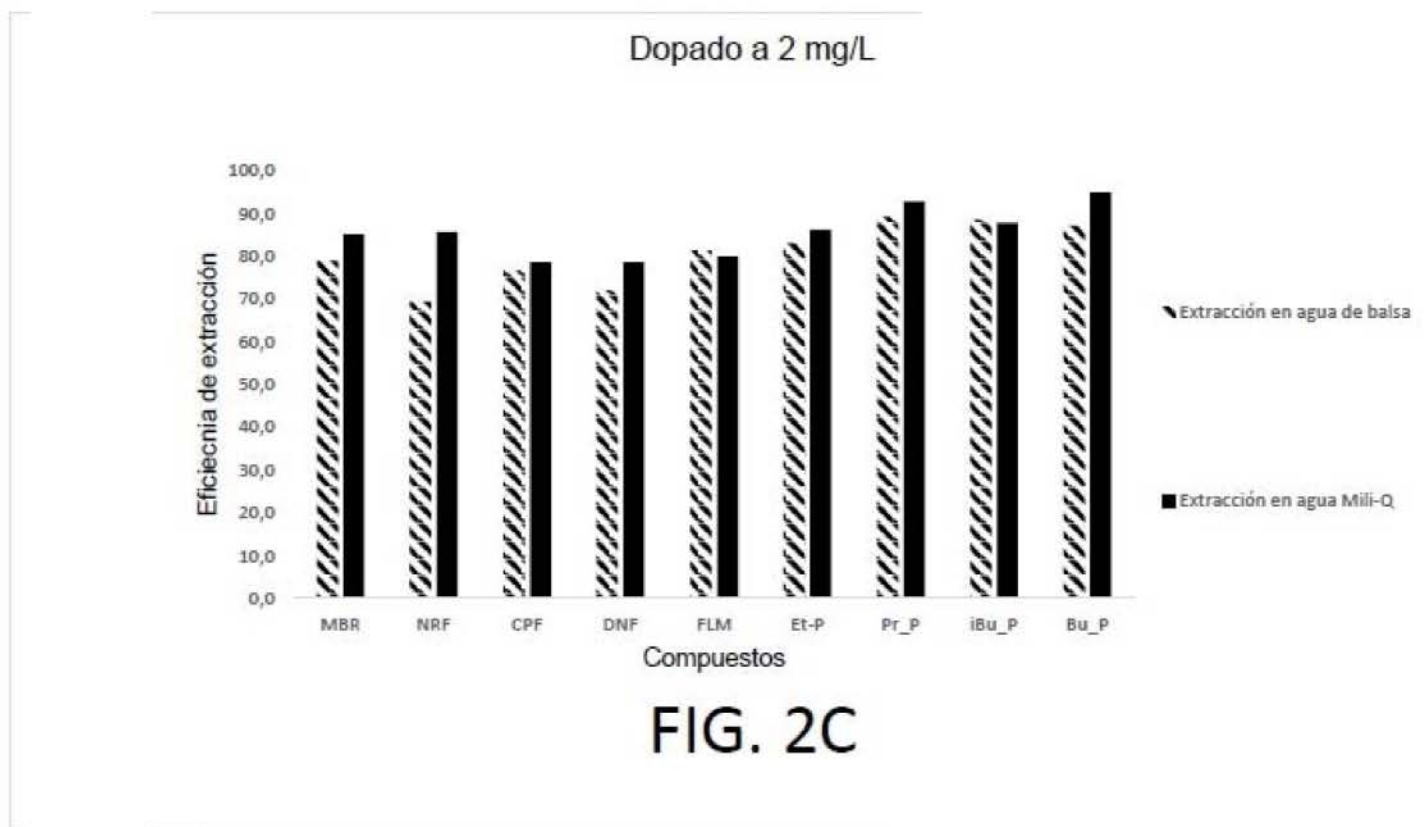 Dopado a 2 mg/L
Eficiecnia de extracción
100,0
90,0
80,0
70,0
60,0
50,0
40,0
30,0
20,0
10,0
0,0
MBR NRF CPF DNF FLM Et-P Pr_P iBu_P Bu_P
Compuestos
Extracción en agua de balsa
Extracción en agua Mili-Q
FIG. 2C